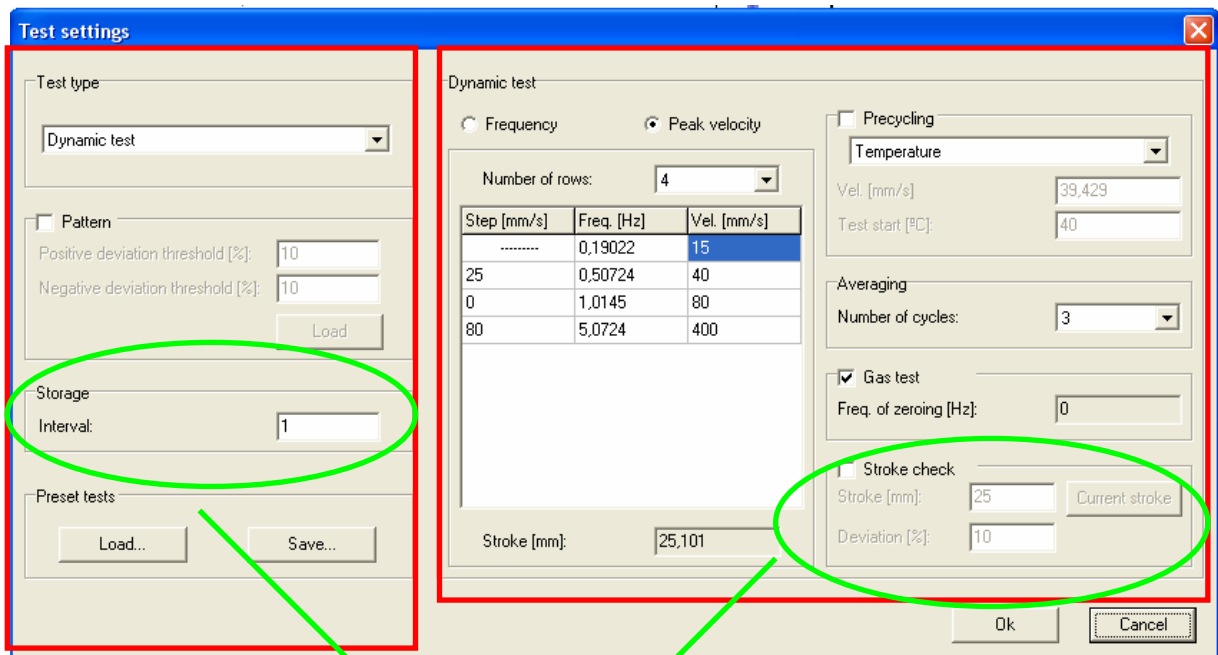 Test settings
Test type
Dynamic test
Pattern
Positive deviation threshold [%]: 10
Negative deviation threshold [%]: 10
Load
Storage
Interval: 1
Preset tests
Load... Save...
Dynamic test
Frequency Peak velocity
Number of rows: 4
Step [mm/s] Freq. [Hz] Vel. [mm/s]
--------- 0,19022 15
25 0,50724 40
0 1,0145 80
80 5,0724 400
Stroke [mm]: 25,101
Precycling
Temperature
Vel. [mm/s] 39,429
Test start [ºC]: 40
Averaging
Number of cycles: 3
Gas test
Freq. of zeroing [Hz]: 0
Stroke check
Stroke [mm]: 25 Current stroke
Deviation [%]: 10
Ok Cancel